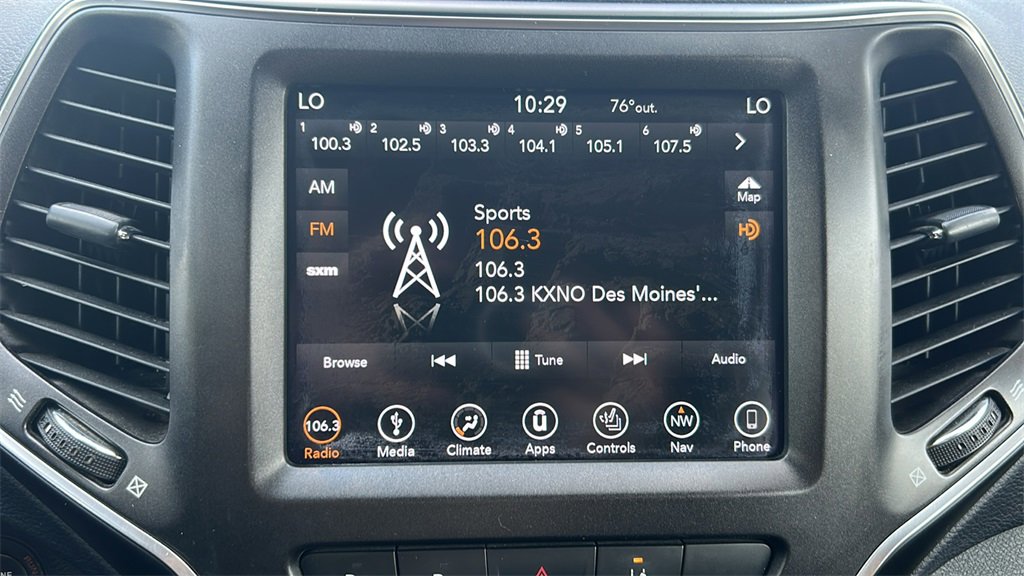 LO 10:29 76°out. LO
1 2 3 4 5 6
100.3 102.5 103.3 104.1 105.1 107.5
AM
Map
Sports
FM 106.3 HD
106.3
sxm
106.3 KXNO Des Moines'...
Browse Tune Audio
106.3 NW
Radio Media Climate Apps Controls Nav Phone